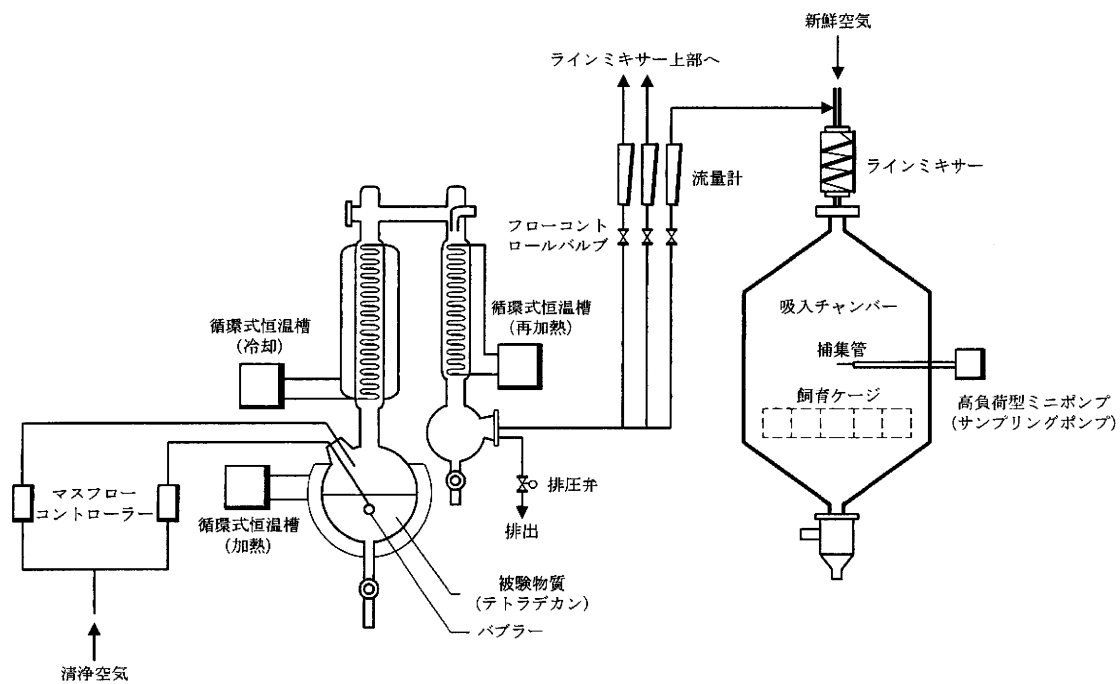 新鮮空気
ラインミキサー上部へ
ラインミキサー
流量計
フローコント
ロールバルブ
吸入チャンバー
循環式恒温槽
(冷却)
循環式恒温槽
(再加熱)
捕集管
飼育ケージ
高負荷型ミニポンプ
(サンプリングポンプ)
マスフロー
コントローラー
循環式恒温槽
(加熱)
排圧弁
排出
被験物質
(テトラデカン)
バブラー
清浄空気